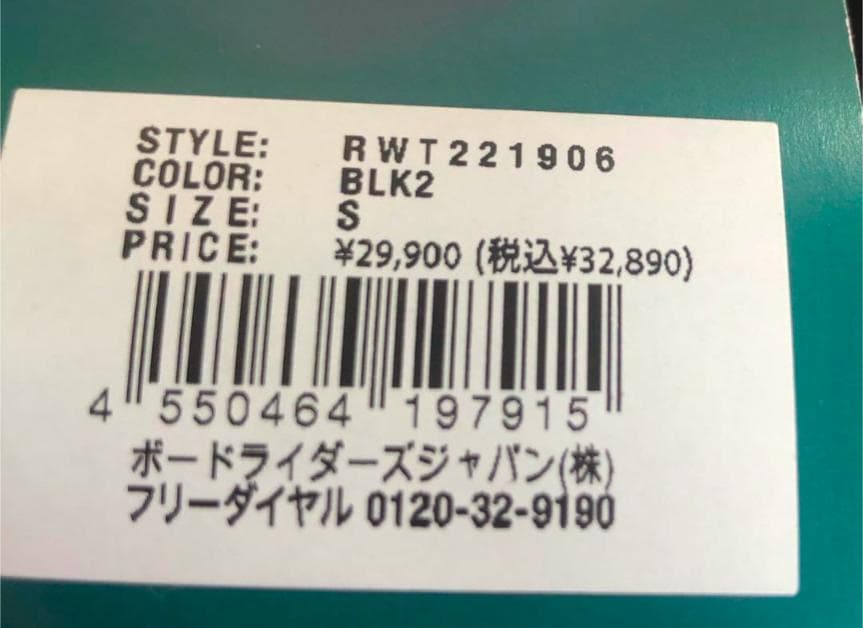 STYLE: RWT221906
COLOR: BLK2
SIZE: S
PRICE: ¥29,900 (税込¥32,890)
4 550464 197915
ボードライダーズジャパン(株)
フリーダイヤル 0120-32-9190